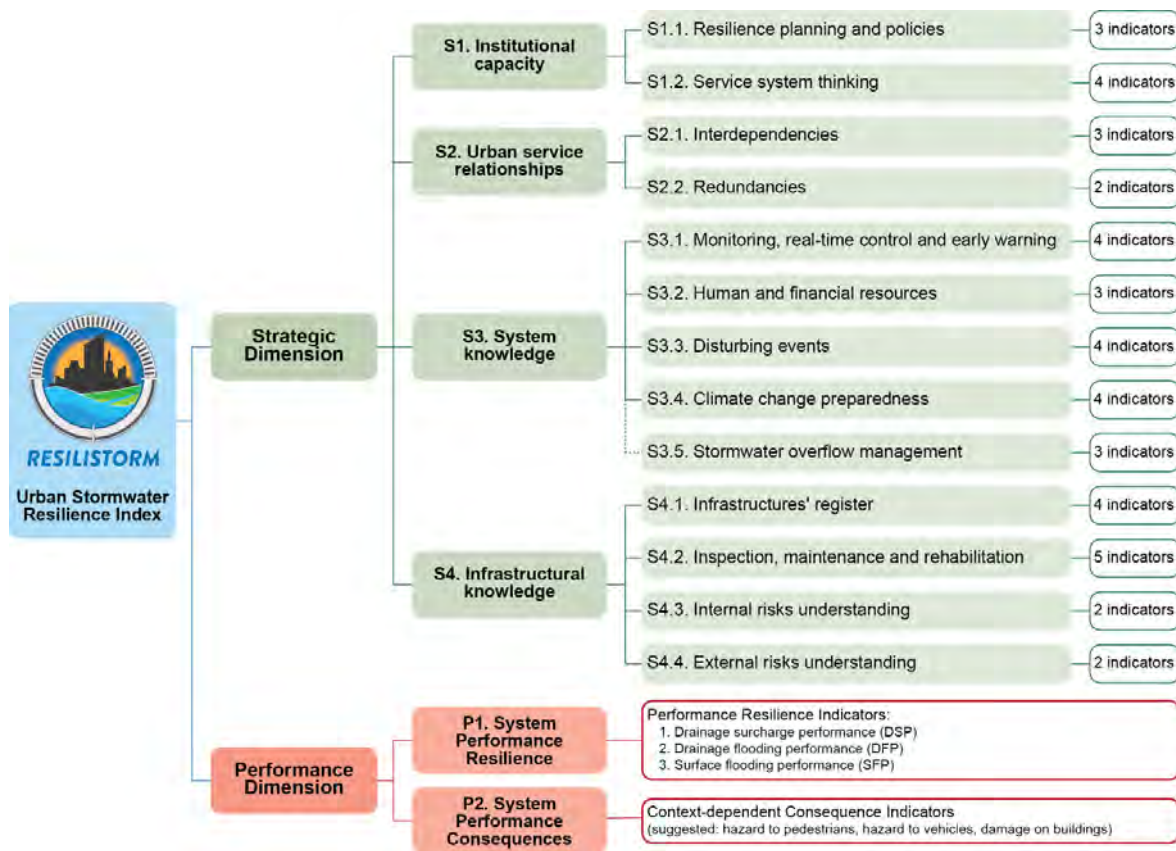 S1. Institutional
capacity
S1.1. Resilience planning and policies
3 indicators
S1.2. Service system thinking
4 indicators
S2. Urban service
relationships
S2.1. Interdependencies
3 indicators
S2.2. Redundancies
2 indicators
RESILISTORM
Urban Stormwater
Resilience Index
Strategic
Dimension
S3. System
knowledge
S3.1. Monitoring, real-time control and early warning
4 indicators
S3.2. Human and financial resources
3 indicators
S3.3. Disturbing events
4 indicators
S3.4. Climate change preparedness
4 indicators
S3.5. Stormwater overflow management
3 indicators
S4. Infrastructural
knowledge
S4.1. Infrastructures' register
4 indicators
S4.2. Inspection, maintenance and rehabilitation
5 indicators
S4.3. Internal risks understanding
2 indicators
S4.4. External risks understanding
2 indicators
Performance
Dimension
P1. System
Performance
Resilience
Performance Resilience Indicators:
1. Drainage surcharge performance (DSP)
2. Drainage flooding performance (DFP)
3. Surface flooding performance (SFP)
P2. System
Performance
Consequences
Context-dependent Consequence Indicators
(suggested: hazard to pedestrians, hazard to vehicles, damage on buildings)